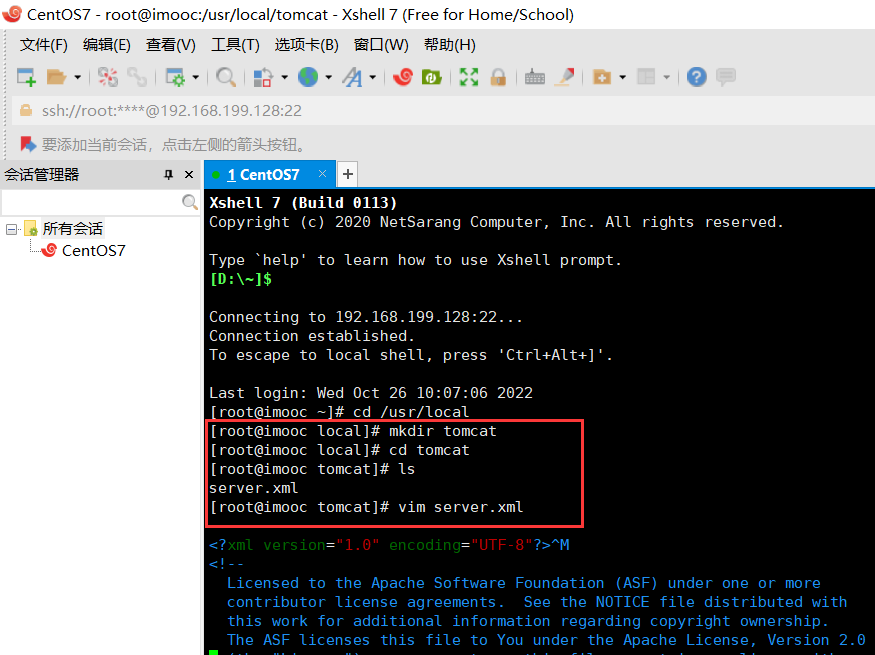 CentOS7 - root@imooc:/usr/local/tomcat - Xshell 7 (Free for Home/School)
文件(F) 编辑(E) 查看(V) 工具(T) 选项卡(B) 窗口(W) 帮助(H)
ssh://root:****@192.168.199.128:22
要添加当前会话，点击左侧的箭头按钮。
会话管理器
所有会话
CentOS7
1 CentOS7
Xshell 7 (Build 0113)
Copyright (c) 2020 NetSarang Computer, Inc. All rights reserved.
Type `help' to learn how to use Xshell prompt.
[D:\~]$
Connecting to 192.168.199.128:22...
Connection established.
To escape to local shell, press 'Ctrl+Alt+]'.
Last login: Wed Oct 26 10:07:06 2022
[root@imooc ~]# cd /usr/local
[root@imooc local]# mkdir tomcat
[root@imooc local]# cd tomcat
[root@imooc tomcat]# ls
server.xml
[root@imooc tomcat]# vim server.xml
<?xml version="1.0" encoding="UTF-8"?>^M
<!--
Licensed to the Apache Software Foundation (ASF) under one or more
contributor license agreements.  See the NOTICE file distributed with
this work for additional information regarding copyright ownership.
The ASF licenses this file to You under the Apache License, Version 2.0